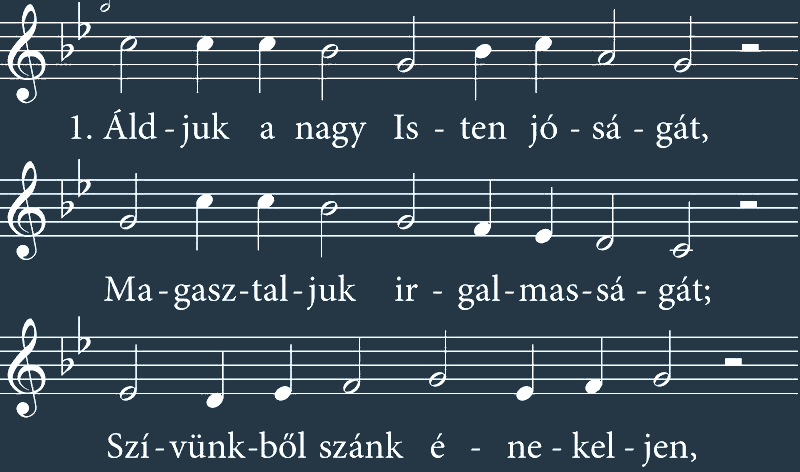 1. Áld - juk a nagy Is - ten jó - sá - gát,
Ma - gasz - tal - juk ir - gal - mas - sá - gát;
Szí - vünk - ből szánk é - ne - kel - jen,